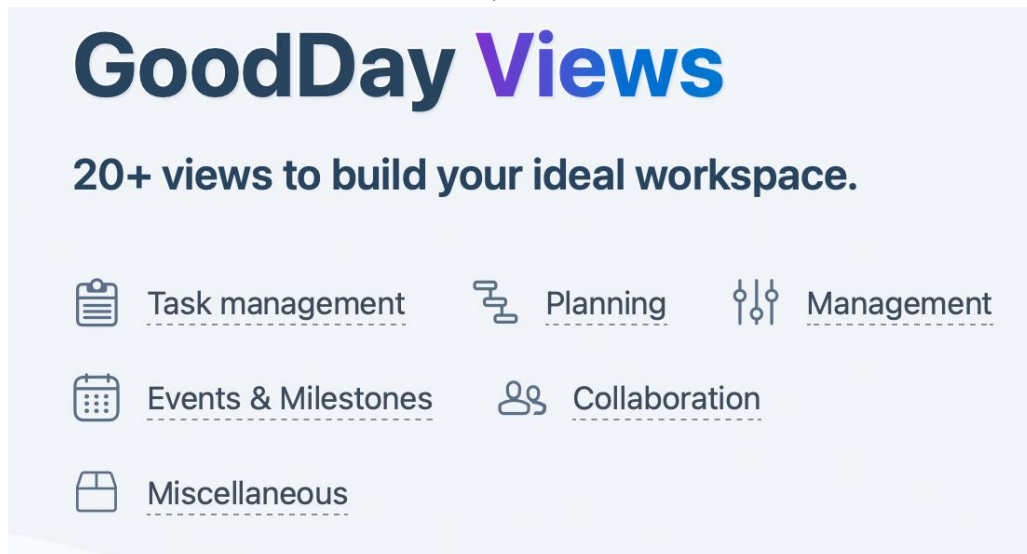 GoodDay Views
20+ views to build your ideal workspace.
Task management Planning Management
Events & Milestones Collaboration
Miscellaneous